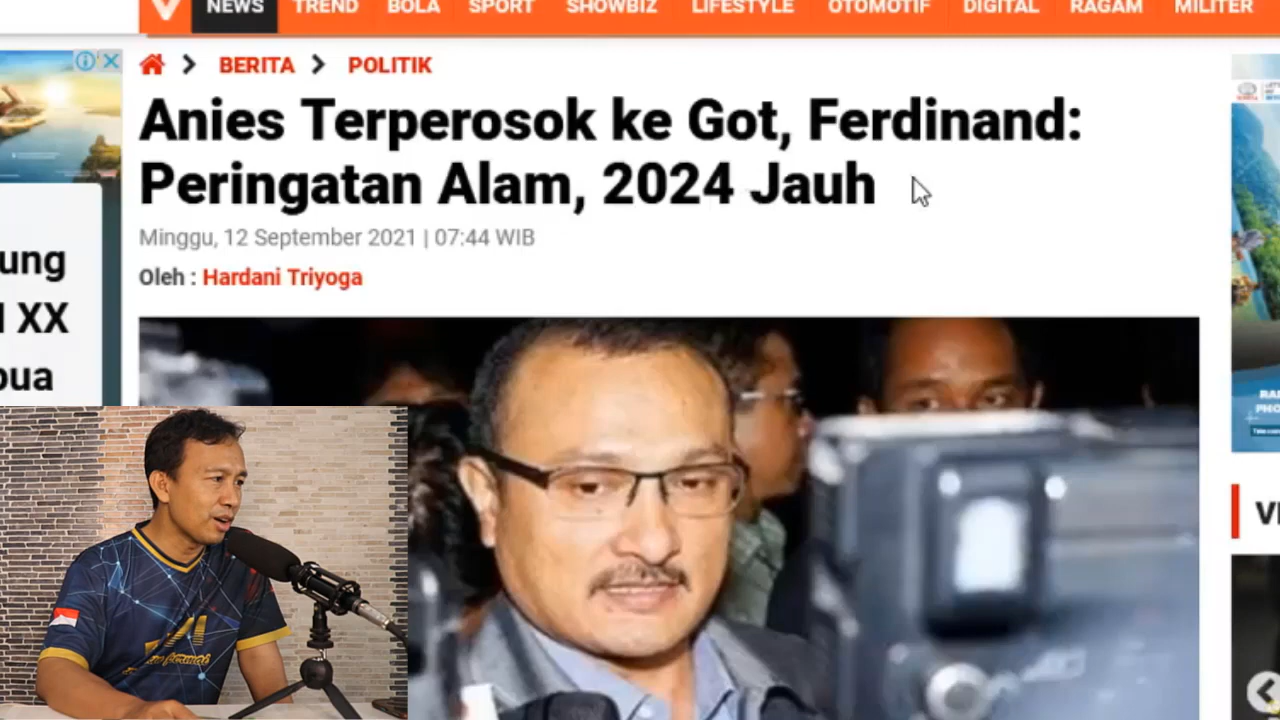 NEWS TREND BOLA SPORT SHOWBIZ LIFESTYLE OTOMOTIF DIGITAL RAGAM MILITER
BERITA POLITIK
Anies Terperosok ke Got, Ferdinand:
Peringatan Alam, 2024 Jauh
Minggu, 12 September 2021 | 07:44 WIB
Oleh : Hardani Triyoga
ung
XX